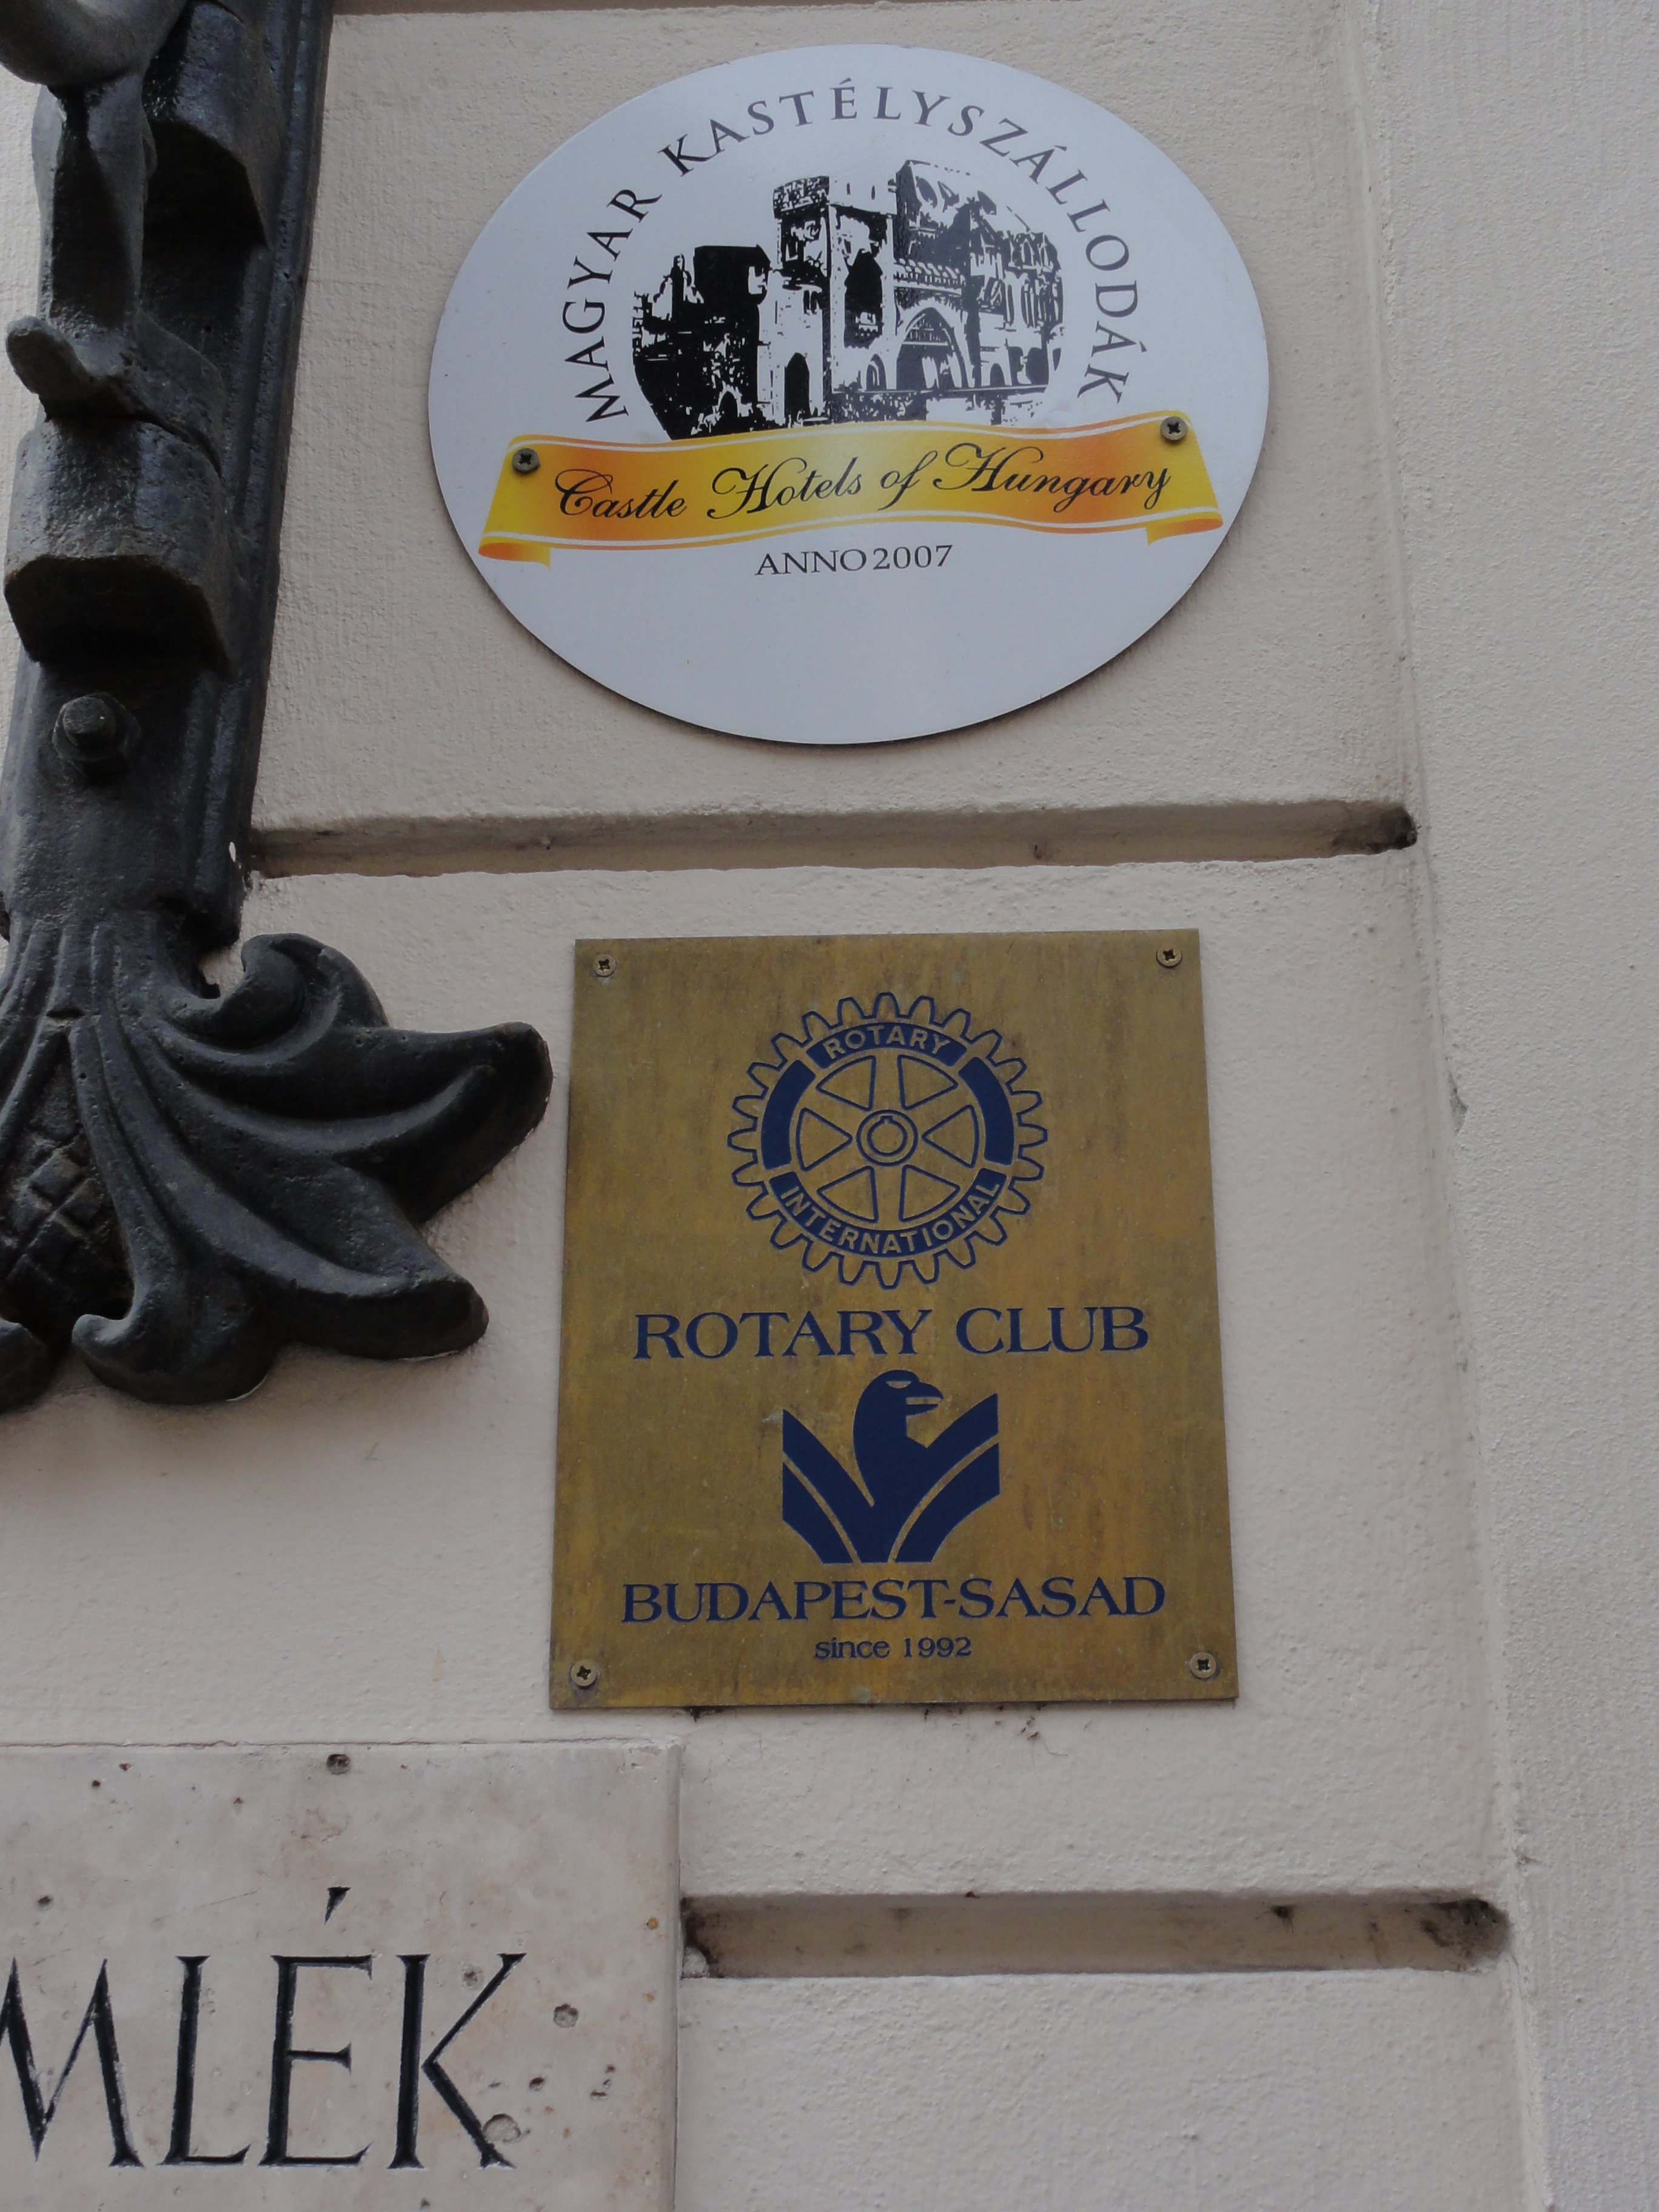 MAGYAR KASTÉLYSZÁLLODÁK
Castle Hotels of Hungary
ANNO 2007
ROTARY
INTERNATIONAL
ROTARY CLUB
BUDAPEST-SASAD
since 1992
MLÉK